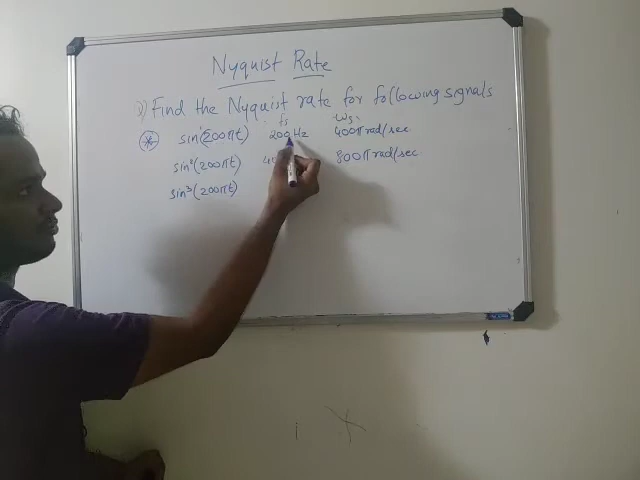 Nyquist Rate
Find the Nyquist rate for following signals
fs ωs
sin(200πt) 200Hz 400π rad/sec
sin²(200πt) 800π rad/sec
sin³(200πt)